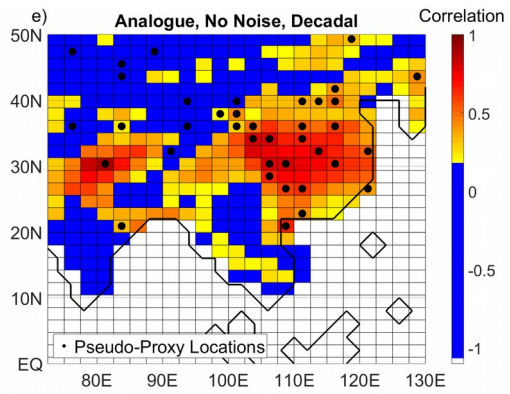 e)
Analogue, No Noise, Decadal
Correlation
50N
40N
30N
20N
10N
EQ
80E 90E 100E 110E 120E 130E
• Pseudo-Proxy Locations
1
0.5
0
-0.5
-1